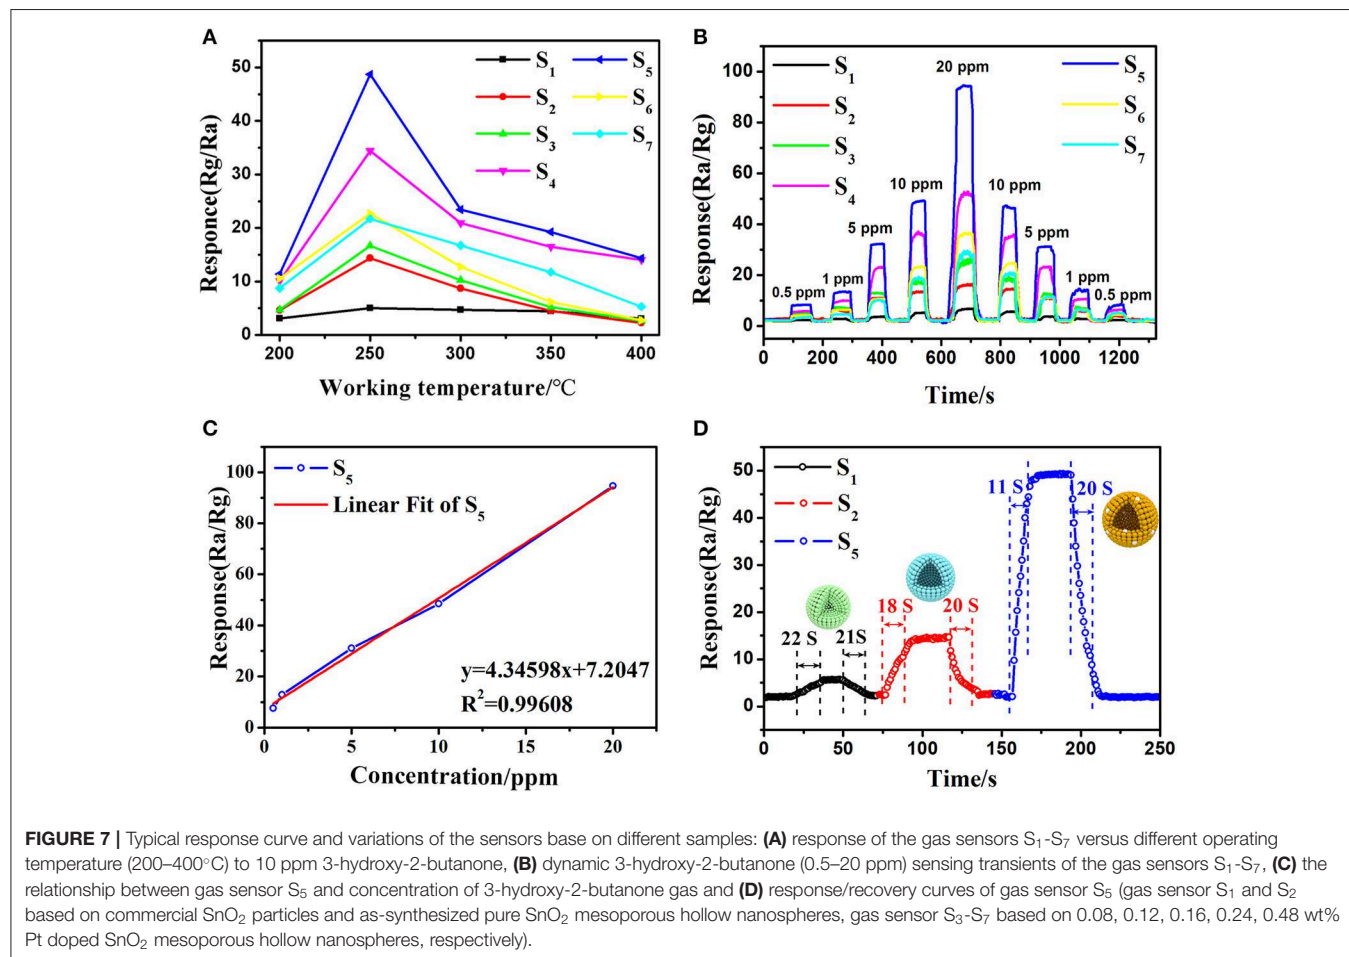 A
Responce(Rg/Ra)
50
40
30
20
10
0
S1
S2
S3
S4
S5
S6
S7
200 250 300 350 400
Working temperature/°C
B
Response(Ra/Rg)
100
80
60
40
20
0
S1
S2
S3
S4
S5
S6
S7
0.5 ppm
1 ppm
5 ppm
10 ppm
20 ppm
10 ppm
5 ppm
1 ppm
0.5 ppm
0 200 400 600 800 1000 1200
Time/s
C
Response(Ra/Rg)
100
80
60
40
20
0
S5
Linear Fit of S5
y=4.34598x+7.2047
R2=0.99608
0 5 10 15 20
Concentration/ppm
D
Response(Ra/Rg)
50
40
30
20
10
0
S1
S2
S5
22 S
21S
18 S
20 S
11 S
20 S
0 50 100 150 200 250
Time/s
FIGURE 7 | Typical response curve and variations of the sensors base on different samples: (A) response of the gas sensors S1-S7 versus different operating
temperature (200–400°C) to 10 ppm 3-hydroxy-2-butanone, (B) dynamic 3-hydroxy-2-butanone (0.5–20 ppm) sensing transients of the gas sensors S1-S7, (C) the
relationship between gas sensor S5 and concentration of 3-hydroxy-2-butanone gas and (D) response/recovery curves of gas sensor S5 (gas sensor S1 and S2
based on commercial SnO2 particles and as-synthesized pure SnO2 mesoporous hollow nanospheres, gas sensor S3-S7 based on 0.08, 0.12, 0.16, 0.24, 0.48 wt%
Pt doped SnO2 mesoporous hollow nanospheres, respectively).